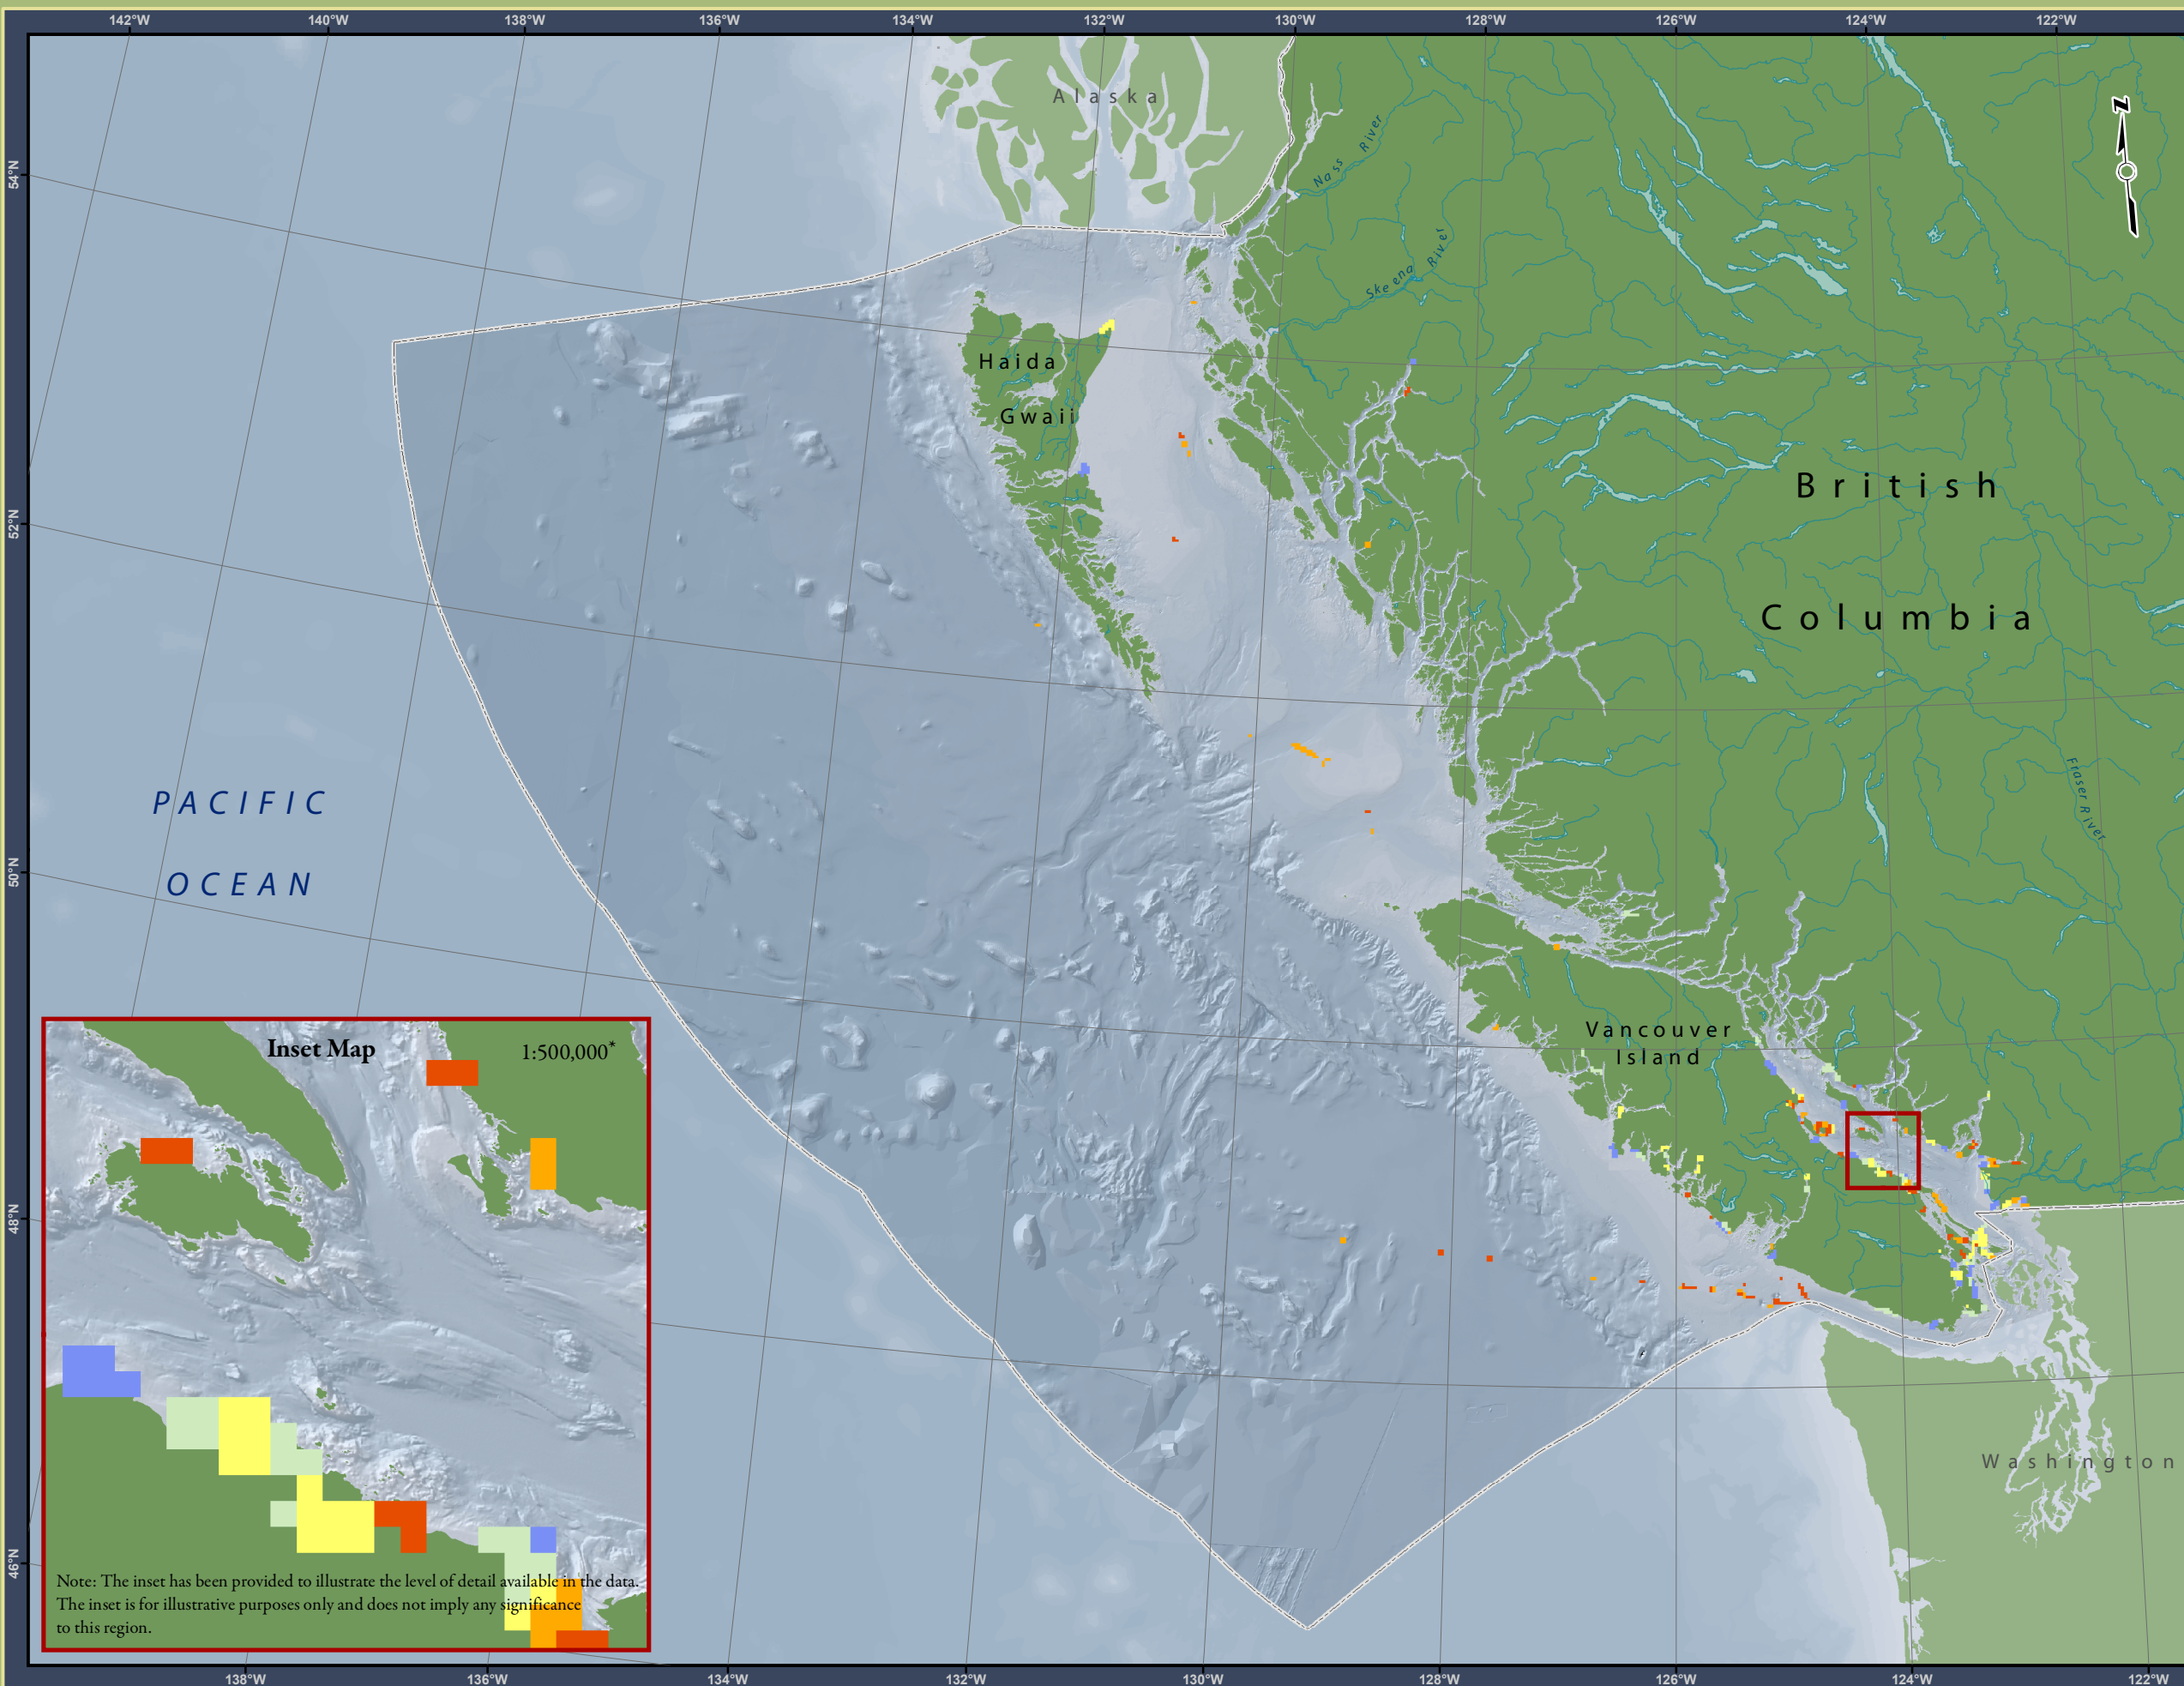 142°W 140°W 138°W 136°W 134°W 132°W 130°W 128°W 126°W 124°W 122°W
N
Alaska
Nass River
Skeena River
54°N
Haida
Gwaii
British
52°N
Columbia
PACIFIC
Fraser River
50°N
OCEAN
Vancouver
Island
Inset Map
1:500,000*
48°N
Washington
46°N
Note: The inset has been provided to illustrate the level of detail available in the data.
The inset is for illustrative purposes only and does not imply any significance
to this region.
138°W 136°W 134°W 132°W 130°W 128°W 126°W 124°W 122°W